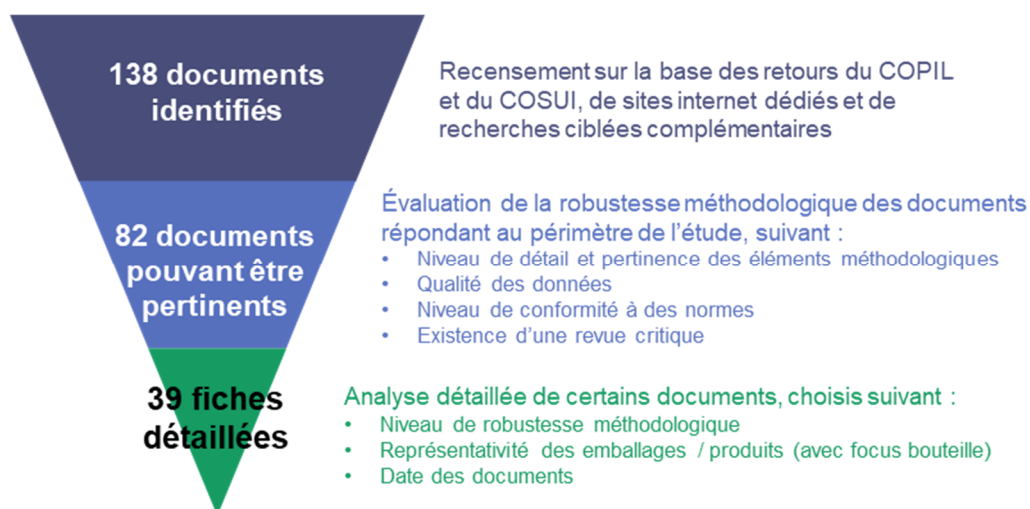 138 documents
identifiés
Recensement sur la base des retours du COPIL
et du COSUI, de sites internet dédiés et de
recherches ciblées complémentaires
82 documents
pouvant être
pertinents
Évaluation de la robustesse méthodologique des documents
répondant au périmètre de l’étude, suivant :
• Niveau de détail et pertinence des éléments méthodologiques
• Qualité des données
• Niveau de conformité à des normes
• Existence d’une revue critique
39 fiches
détaillées
Analyse détaillée de certains documents, choisis suivant :
• Niveau de robustesse méthodologique
• Représentativité des emballages / produits (avec focus bouteille)
• Date des documents